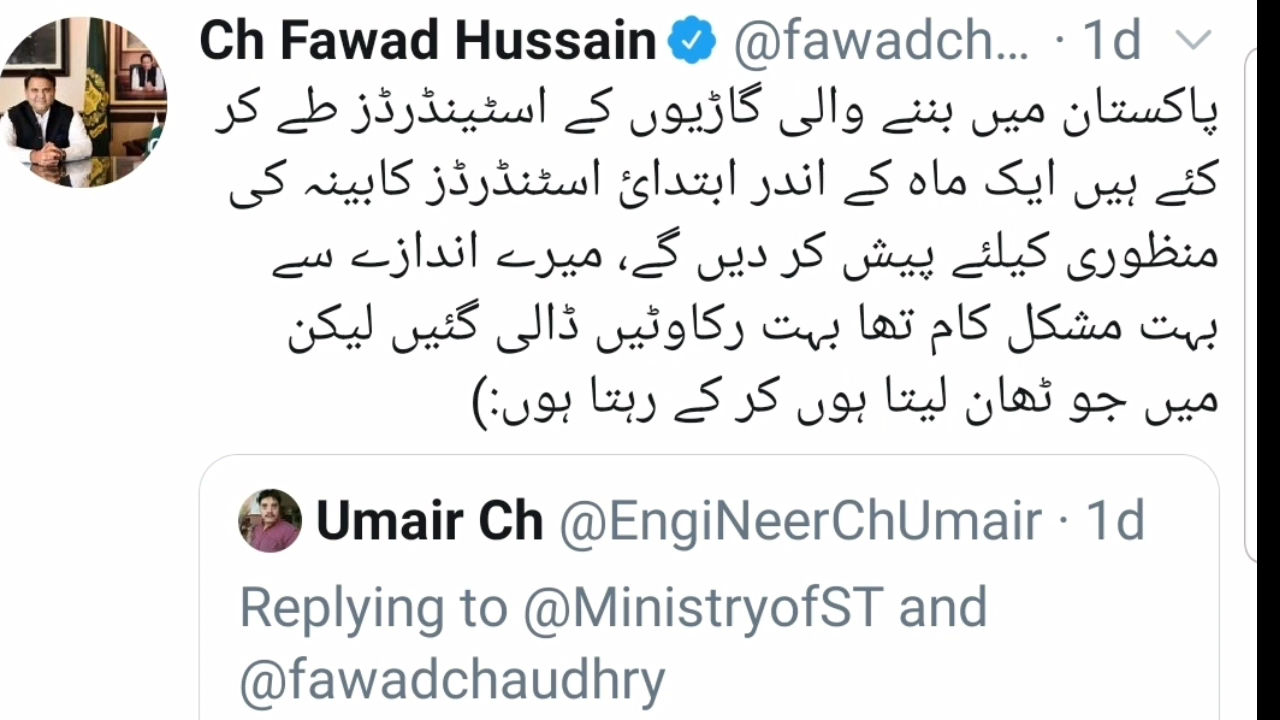 Ch Fawad Hussain @fawadch... · 1d
پاکستان میں بننے والی گاڑیوں کے اسٹینڈرڈز طے کر
کئے ہیں ایک ماہ کے اندر ابتدائ اسٹنڈرڈز کابینہ کی
منظوری کیلئے پیش کر دیں گے، میرے اندازے سے
بہت مشکل کام تھا بہت رکاوٹیں ڈالی گئیں لیکن
میں جو ٹھان لیتا ہوں کر کے رہتا ہوں:)
Umair Ch @EngiNeerChUmair · 1d
Replying to @MinistryofST and
@fawadchaudhry